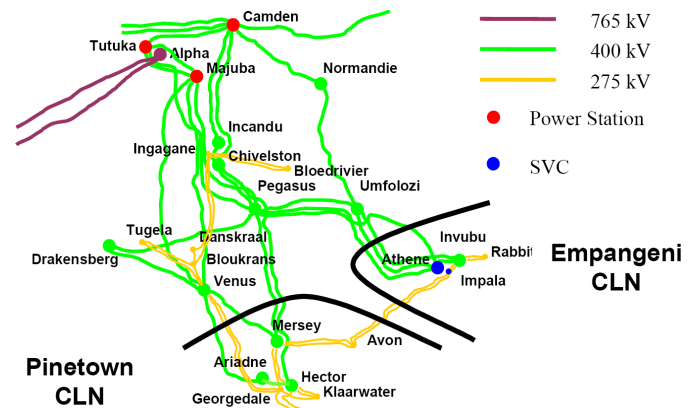 Camden
765 kV
Tutuka
Alpha
400 kV
Majuba
Normandie
275 kV
Incandu
Power Station
Ingagane
Chivelston
Bloedrivier
SVC
Pegasus
Umfolozi
Tugela
Danskraal
Invubu
Drakensberg
Bloukrans
Athene
Rabbit
Empangeni
CLN
Venus
Impala
Mersey
Avon
Pinetown
CLN
Ariadne
Hector
Georgedale
Klaarwater